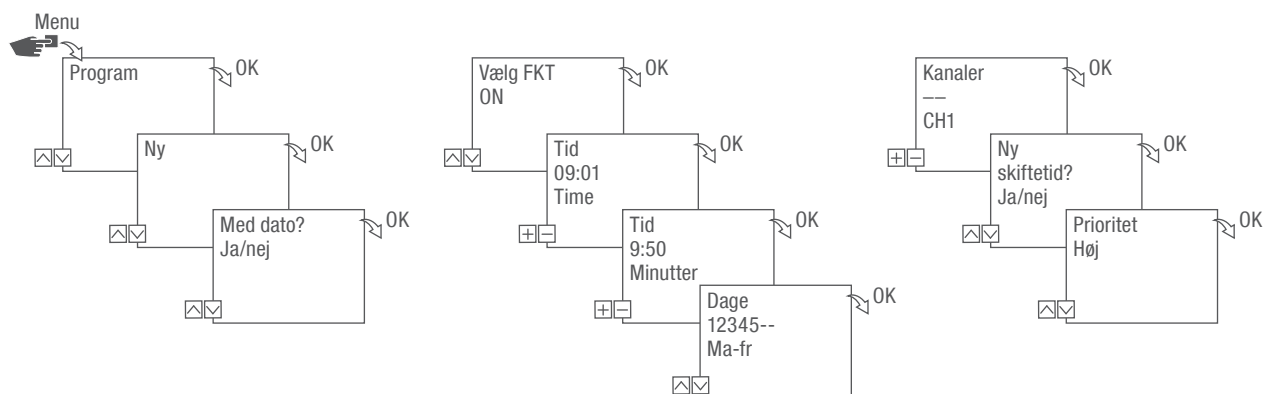 Menu
Program
OK
Ny
OK
Med dato?
Ja/nej
OK
Vælg FKT
ON
OK
Tid
09:01
Time
OK
Tid
9:50
Minutter
OK
Dage
12345--
Ma-fr
OK
Kanaler
––
CH1
OK
+ −
Ny
skiftetid?
Ja/nej
OK
Prioritet
Høj
OK
+ −
+ −